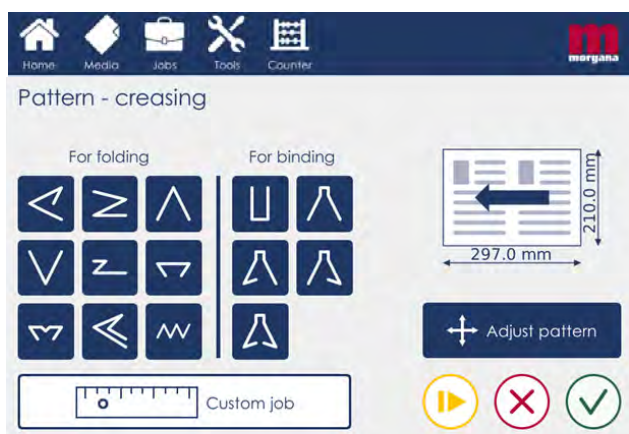 Home Media Jobs Tools Counter
morgana
Pattern - creasing
For folding
For binding
210.0 mm
297.0 mm
Adjust pattern
Custom job